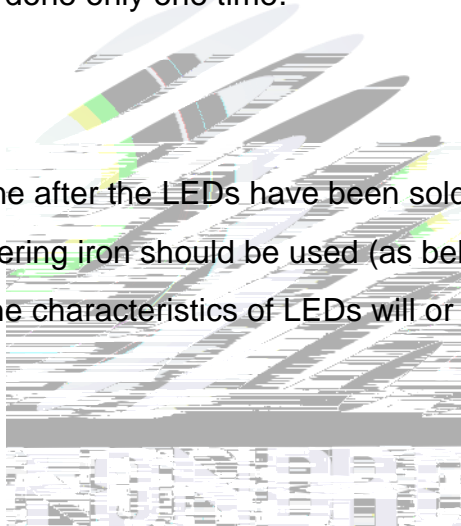 done only one time.
ne after the LEDs have been sold
ering iron should be used (as bel
ne characteristics of LEDs will or